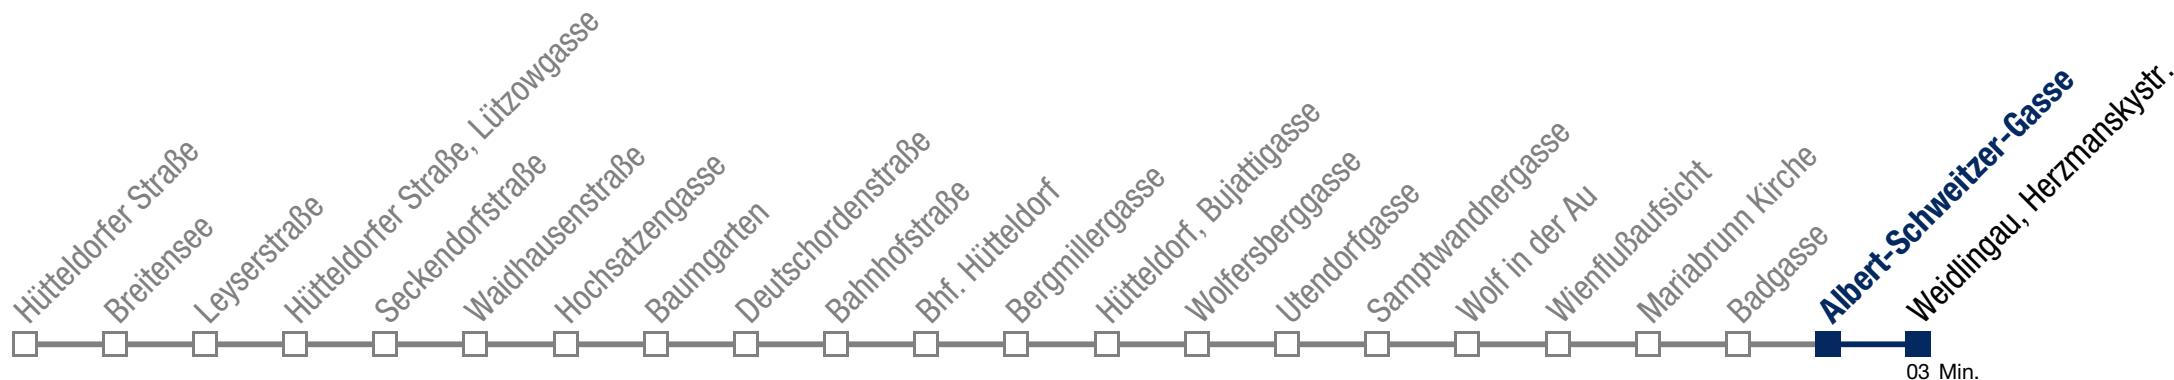 Hütteldorfer Straße
Breitensee
Leyserstraße
Hütteldorfer Straße, Lützowgasse
Seckendorfstraße
Waidhausenstraße
Hochsatzengasse
Baumgarten
Deutschordenstraße
Bahnhofstraße
Bhf. Hütteldorf
Bergmillergasse
Hütteldorf, Bujattigasse
Wolfersberggasse
Utendorfgasse
Samptwandnergasse
Wolf in der Au
Wienflußaufsicht
Mariabrunn Kirche
Badgasse
Albert-Schweitzer-Gasse
Weidlingau, Herzmanskystr.
03 Min.